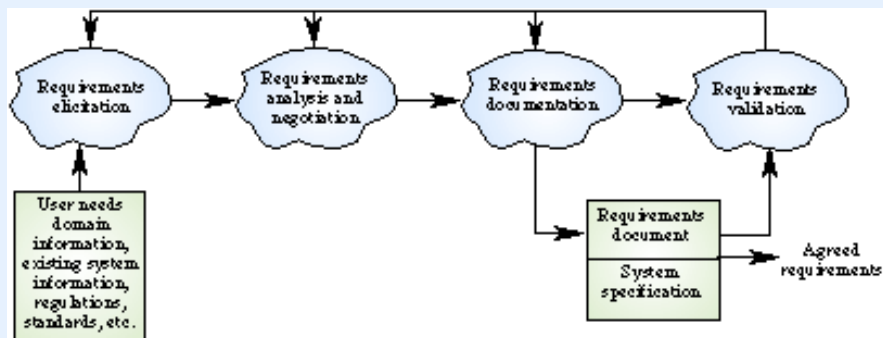 Requirements
elicitation
Requirements
analysis and
negotiation
Requirements
documentation
Requirements
validation
User needs
domain
information,
existing system
information,
regulations,
standards, etc.
Requirements
document
System
specification
Agreed
requirements